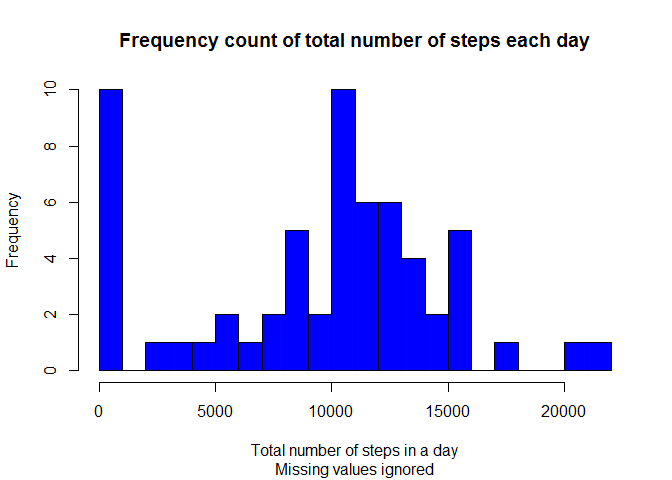 Frequency count of total number of steps each day
Frequency
10
8
6
4
2
0
0 5000 10000 15000 20000
Total number of steps in a day
Missing values ignored